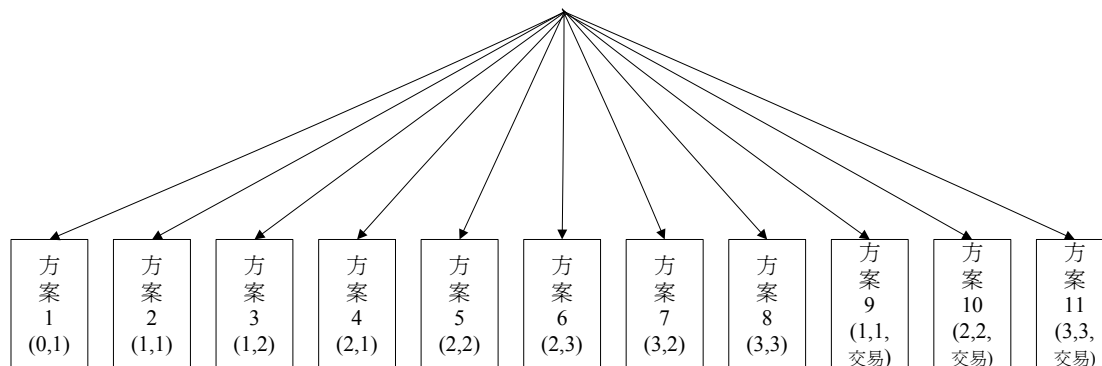 方
案
1
(0,1)
方
案
2
(1,1)
方
案
3
(1,2)
方
案
4
(2,1)
方
案
5
(2,2)
方
案
6
(2,3)
方
案
7
(3,2)
方
案
8
(3,3)
方
案
9
(1,1,
交易)
方
案
10
(2,2,
交易)
方
案
11
(3,3,
交易)